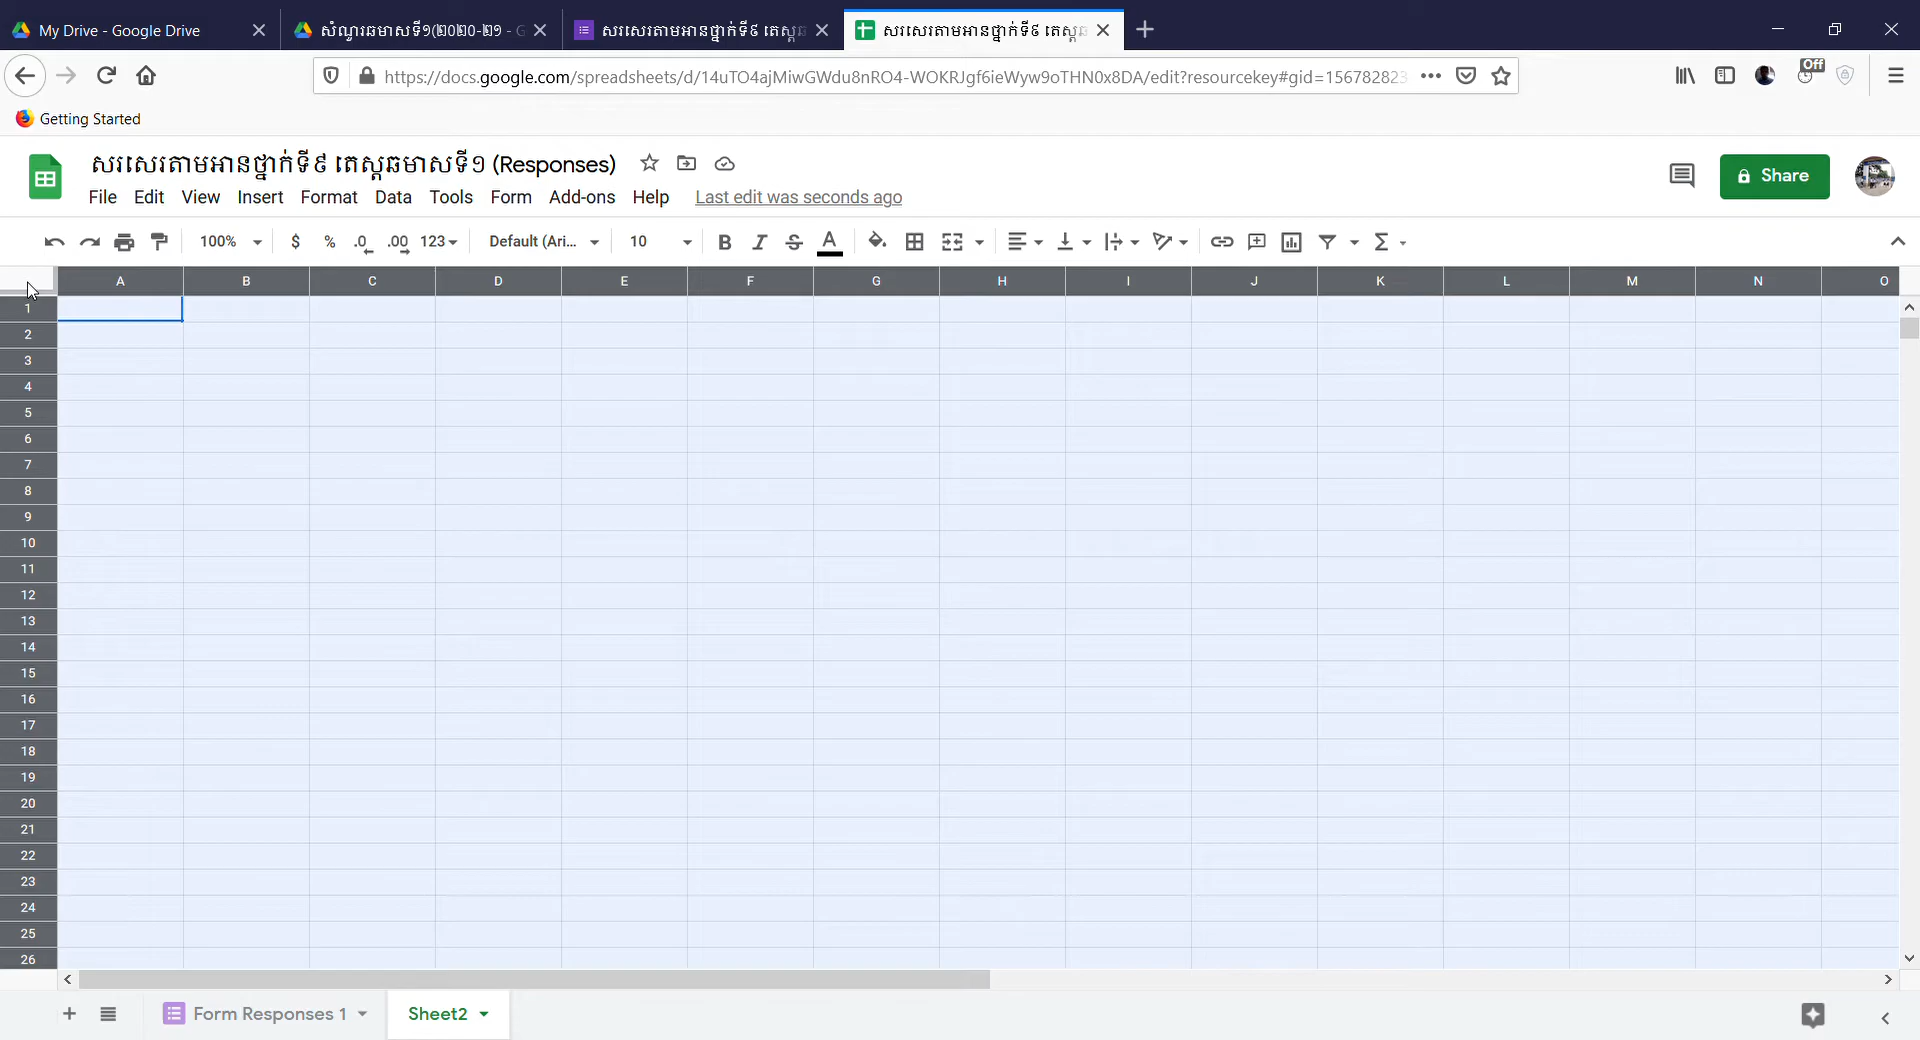 My Drive - Google Drive
សំណួរឆមាសទី១(២០២០-២១ - G
សរសេរតាមអានថ្នាក់ទី៩ តេស្តឆ
សរសេរតាមអានថ្នាក់ទី៩ តេស្តឆ
https://docs.google.com/spreadsheets/d/14uTO4ajMiwGWdu8nRO4-WOKRJgf6ieWyw9oTHN0x8DA/edit?resourcekey#gid=156782823
Off
Getting Started
សរសេរតាមអានថ្នាក់ទី៩ តេស្តឆមាសទី១ (Responses)
Share
File Edit View Insert Format Data Tools Form Add-ons Help Last edit was seconds ago
100% $ % .0 .00 123 Default (Ari... 10 B I S A Σ
A B C D E F G H I J K L M N O
1
2
3
4
5
6
7
8
9
10
11
12
13
14
15
16
17
18
19
20
21
22
23
24
25
26
Form Responses 1 Sheet2